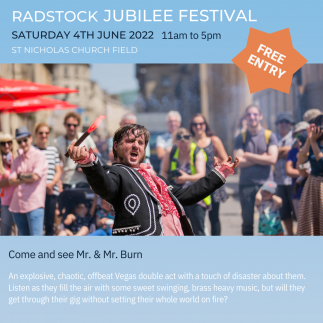 RADSTOCK JUBILEE FESTIVAL
SATURDAY 4TH JUNE 2022 11am to 5pm
ST NICHOLAS CHURCH FIELD
FREE
ENTRY
Come and see Mr. & Mr. Burn
An explosive, chaotic, offbeat Vegas double act with a touch of disaster about them.
Listen as they fill the air with some sweet swinging, brass heavy music, but will they
get through their gig without setting their whole world on fire?